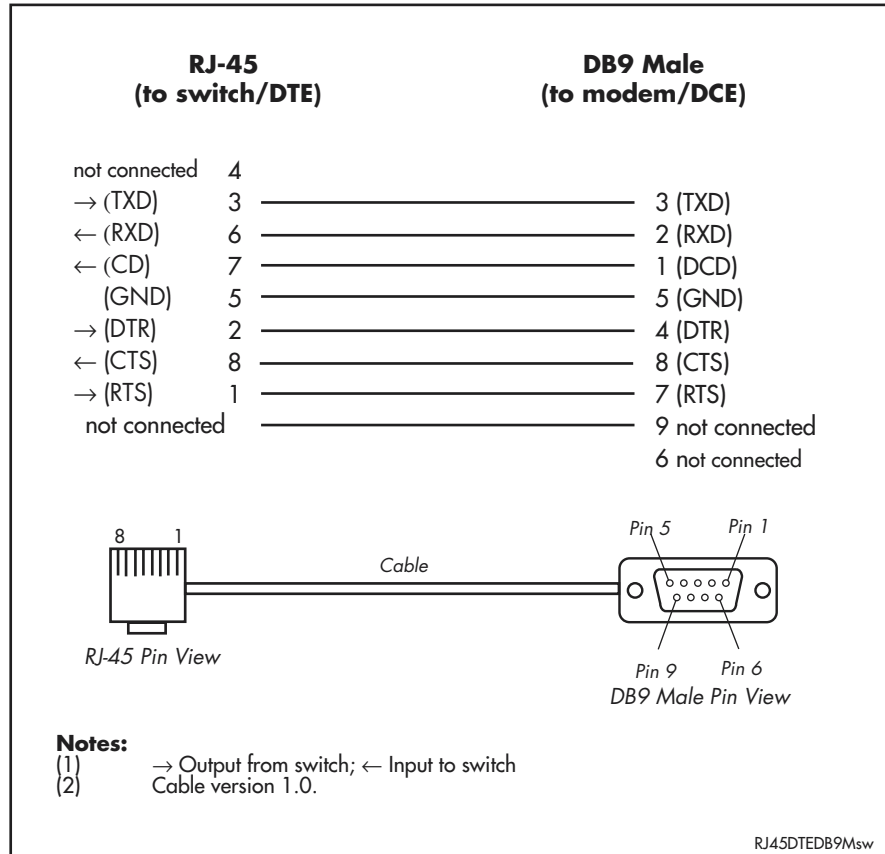 RJ-45 DB9 Male
(to switch/DTE) (to modem/DCE)
not connected 4
→ (TXD) 3 3 (TXD)
← (RXD) 6 2 (RXD)
← (CD) 7 1 (DCD)
(GND) 5 5 (GND)
→ (DTR) 2 4 (DTR)
← (CTS) 8 8 (CTS)
→ (RTS) 1 7 (RTS)
not connected 9 not connected
6 not connected
8 1 Pin 5 Pin 1
Cable
RJ-45 Pin View
Pin 9 Pin 6
DB9 Male Pin View
Notes:
(1) → Output from switch; ← Input to switch
(2) Cable version 1.0.
RJ45DTEDB9Msw